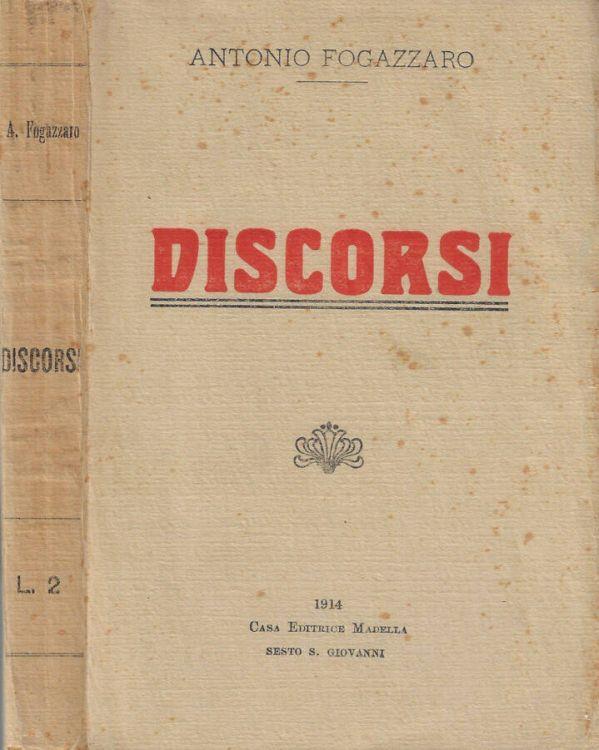 A. Fogazzaro
DISCORSI
L. 2
ANTONIO FOGAZZARO
DISCORSI
1914
CASA EDITRICE MADELLA
SESTO S. GIOVANNI